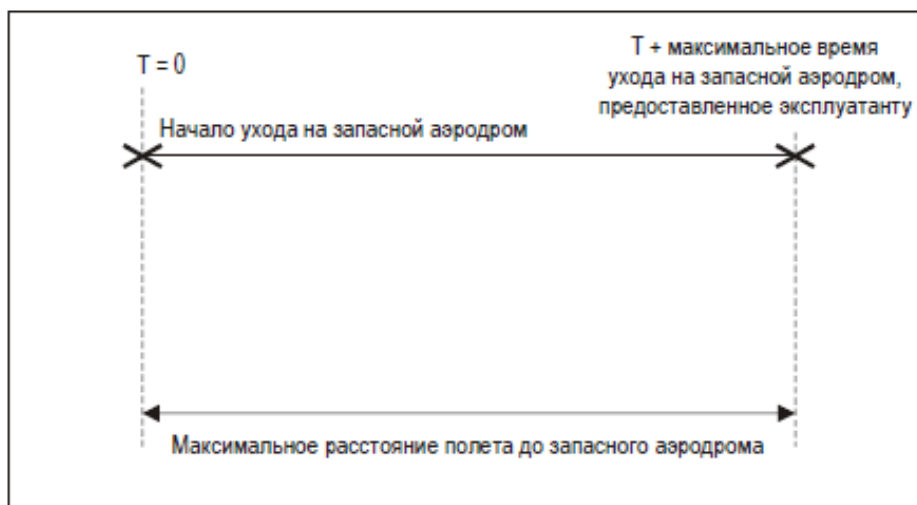 T = 0
T + максимальное время
ухода на запасной аэродром,
предоставленное эксплуатанту
Начало ухода на запасной аэродром
Максимальное расстояние полета до запасного аэродрома